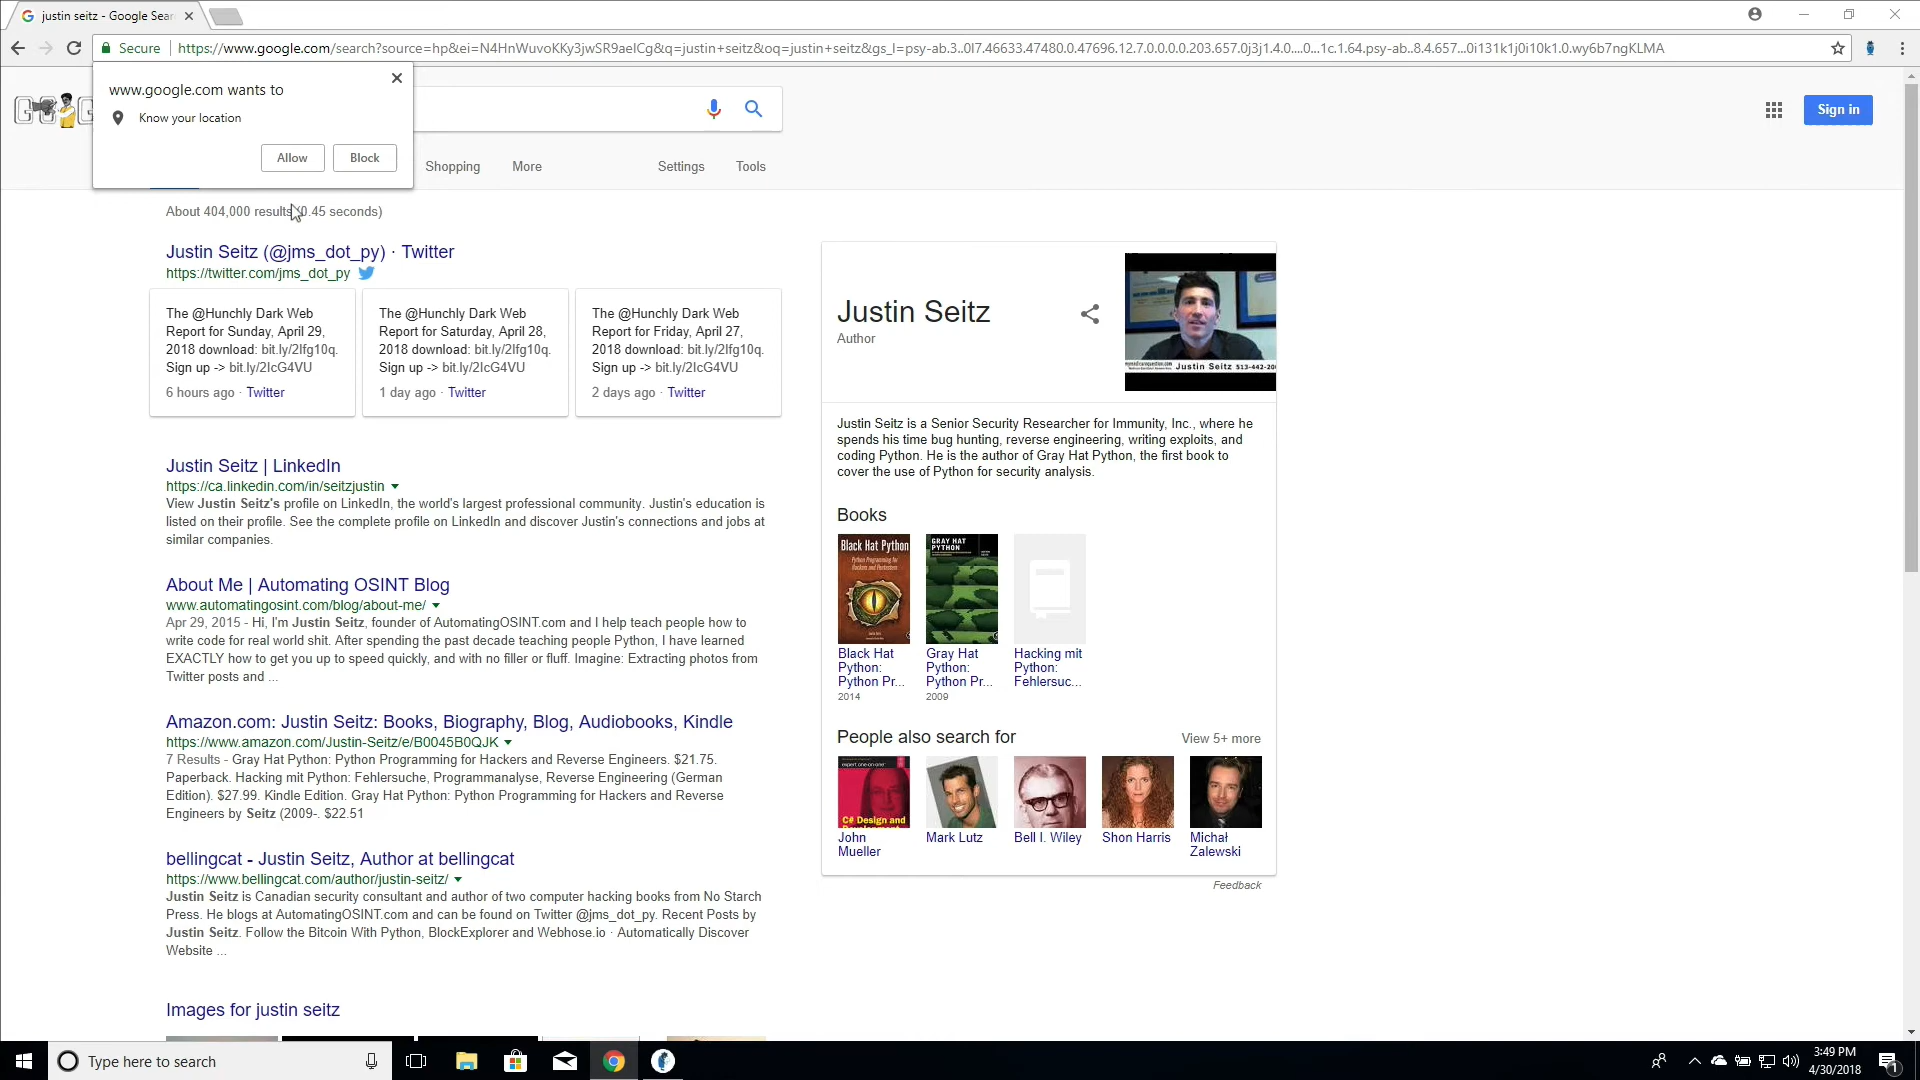 justin seitz - Google Sear
Secure
https://www.google.com/search?source=hp&ei=N4HnWuvoKKy3jwSR9aeICg&q=justin+seitz&oq=justin+seitz&gs_l=psy-ab.3..0l7.46633.47480.0.47696.12.7.0.0.0.0.203.657.0j3j1.4.0....0...1c.1.64.psy-ab..8.4.657...0i131k1j0i10k1.0.wy6b7ngKLMA
www.google.com wants to
Know your location
Allow
Block
Sign in
Shopping
More
Settings
Tools
About 404,000 results (0.45 seconds)
Justin Seitz (@jms_dot_py) · Twitter
https://twitter.com/jms_dot_py
The @Hunchly Dark Web
Report for Sunday, April 29,
2018 download: bit.ly/2Ifg10q.
Sign up -> bit.ly/2IcG4VU
6 hours ago · Twitter
The @Hunchly Dark Web
Report for Saturday, April 28,
2018 download: bit.ly/2Ifg10q.
Sign up -> bit.ly/2IcG4VU
1 day ago · Twitter
The @Hunchly Dark Web
Report for Friday, April 27,
2018 download: bit.ly/2Ifg10q.
Sign up -> bit.ly/2IcG4VU
2 days ago · Twitter
Justin Seitz | LinkedIn
https://ca.linkedin.com/in/seitzjustin
View Justin Seitz's profile on LinkedIn, the world's largest professional community. Justin's education is
listed on their profile. See the complete profile on LinkedIn and discover Justin's connections and jobs at
similar companies.
About Me | Automating OSINT Blog
www.automatingosint.com/blog/about-me/
Apr 29, 2015 - Hi, I'm Justin Seitz, founder of AutomatingOSINT.com and I help teach people how to
write code for real world shit. After spending the past decade teaching people Python, I have learned
EXACTLY how to get you up to speed quickly, and with no filler or fluff. Imagine: Extracting photos from
Twitter posts and ...
Amazon.com: Justin Seitz: Books, Biography, Blog, Audiobooks, Kindle
https://www.amazon.com/Justin-Seitz/e/B0045B0QJK
7 Results - Gray Hat Python: Python Programming for Hackers and Reverse Engineers. $21.75.
Paperback. Hacking mit Python: Fehlersuche, Programmanalyse, Reverse Engineering (German
Edition). $27.99. Kindle Edition. Gray Hat Python: Python Programming for Hackers and Reverse
Engineers by Seitz (2009-. $22.51
bellingcat - Justin Seitz, Author at bellingcat
https://www.bellingcat.com/author/justin-seitz/
Justin Seitz is Canadian security consultant and author of two computer hacking books from No Starch
Press. He blogs at AutomatingOSINT.com and can be found on Twitter @jms_dot_py. Recent Posts by
Justin Seitz. Follow the Bitcoin With Python, BlockExplorer and Webhose.io · Automatically Discover
Website ...
Images for justin seitz
Justin Seitz
Author
Justin Seitz 513-442-20
Justin Seitz is a Senior Security Researcher for Immunity, Inc., where he
spends his time bug hunting, reverse engineering, writing exploits, and
coding Python. He is the author of Gray Hat Python, the first book to
cover the use of Python for security analysis.
Books
Black Hat Python
Python Programming for
Hackers and Pentesters
GRAY HAT
PYTHON
Black Hat
Python:
Python Pr...
2014
Gray Hat
Python:
Python Pr...
2009
Hacking mit
Python:
Fehlersuc...
People also search for
View 5+ more
expert one-on-one
C# Design and
Development
John
Mueller
Mark Lutz
Bell I. Wiley
Shon Harris
Michał
Zalewski
Feedback
Type here to search
3:49 PM
4/30/2018
1